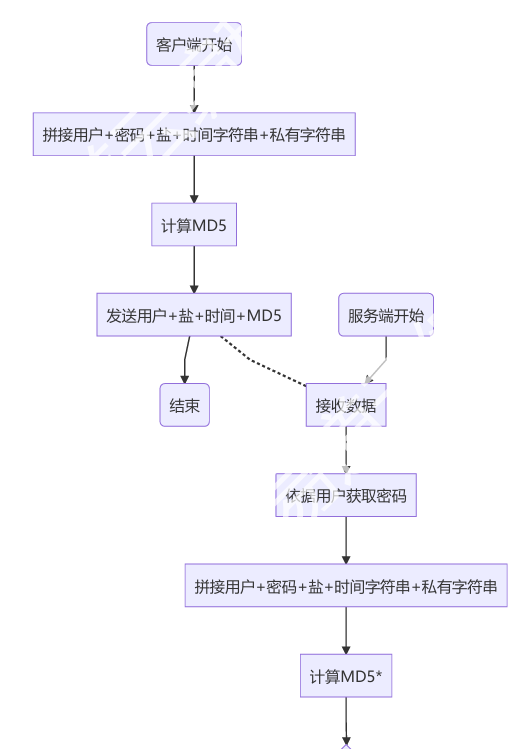 客户端开始
拼接用户+密码+盐+时间字符串+私有字符串
计算MD5
发送用户+盐+时间+MD5
服务端开始
结束
接收数据
依据用户获取密码
拼接用户+密码+盐+时间字符串+私有字符串
计算MD5*